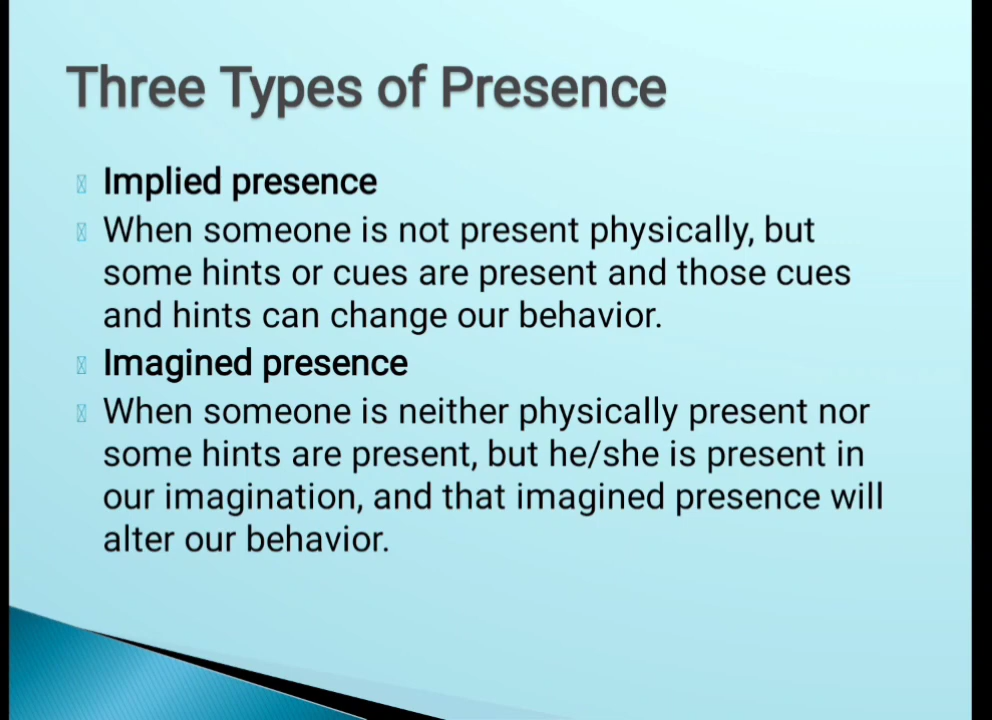 Three Types of Presence
Implied presence
When someone is not present physically, but
some hints or cues are present and those cues
and hints can change our behavior.
Imagined presence
When someone is neither physically present nor
some hints are present, but he/she is present in
our imagination, and that imagined presence will
alter our behavior.